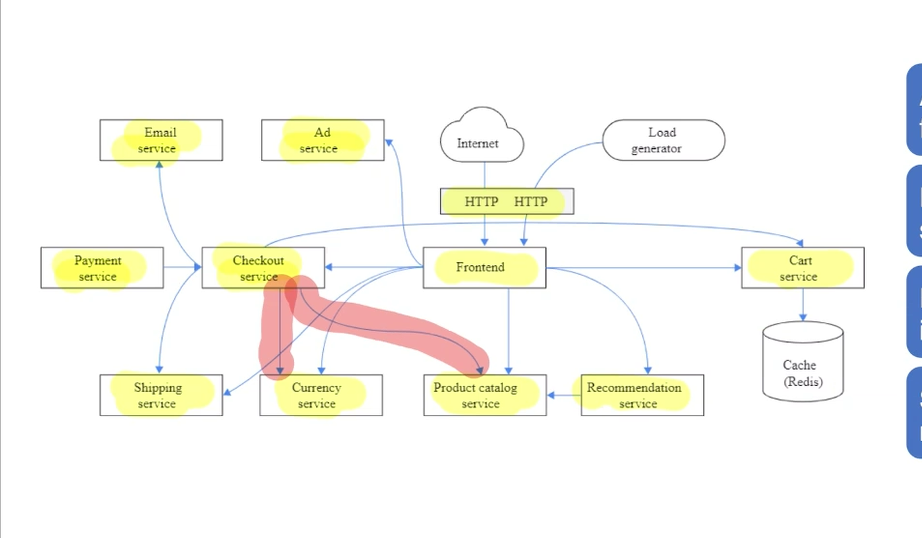 Email
service
Ad
service
Internet
Load
generator
HTTP HTTP
Payment
service
Checkout
service
Frontend
Cart
service
Shipping
service
Currency
service
Product catalog
service
Recommendation
service
Cache
(Redis)